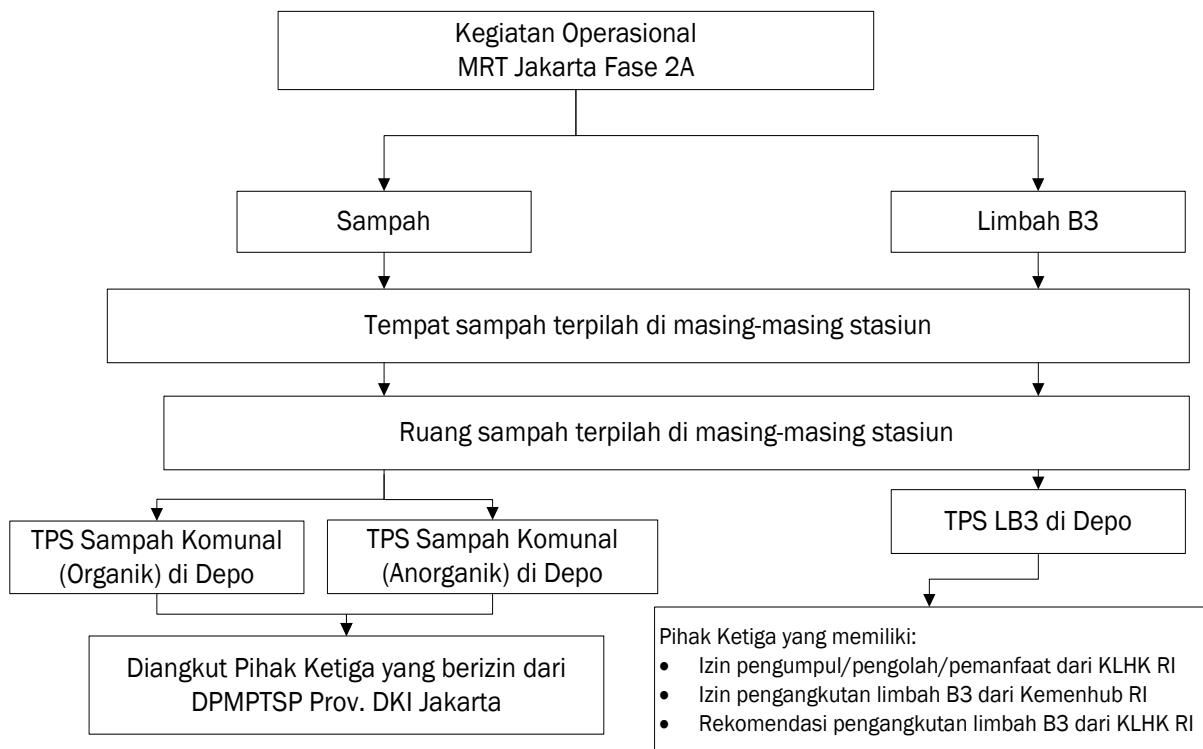 Kegiatan Operasional
MRT Jakarta Fase 2A
Sampah
Limbah B3
Tempat sampah terpilah di masing-masing stasiun
Ruang sampah terpilah di masing-masing stasiun
TPS Sampah Komunal
(Organik) di Depo
TPS Sampah Komunal
(Anorganik) di Depo
TPS LB3 di Depo
Diangkut Pihak Ketiga yang berizin dari
DPMPTSP Prov. DKI Jakarta
Pihak Ketiga yang memiliki:
• Izin pengumpul/pengolah/pemanfaat dari KLHK RI
• Izin pengangkutan limbah B3 dari Kemenhub RI
• Rekomendasi pengangkutan limbah B3 dari KLHK RI